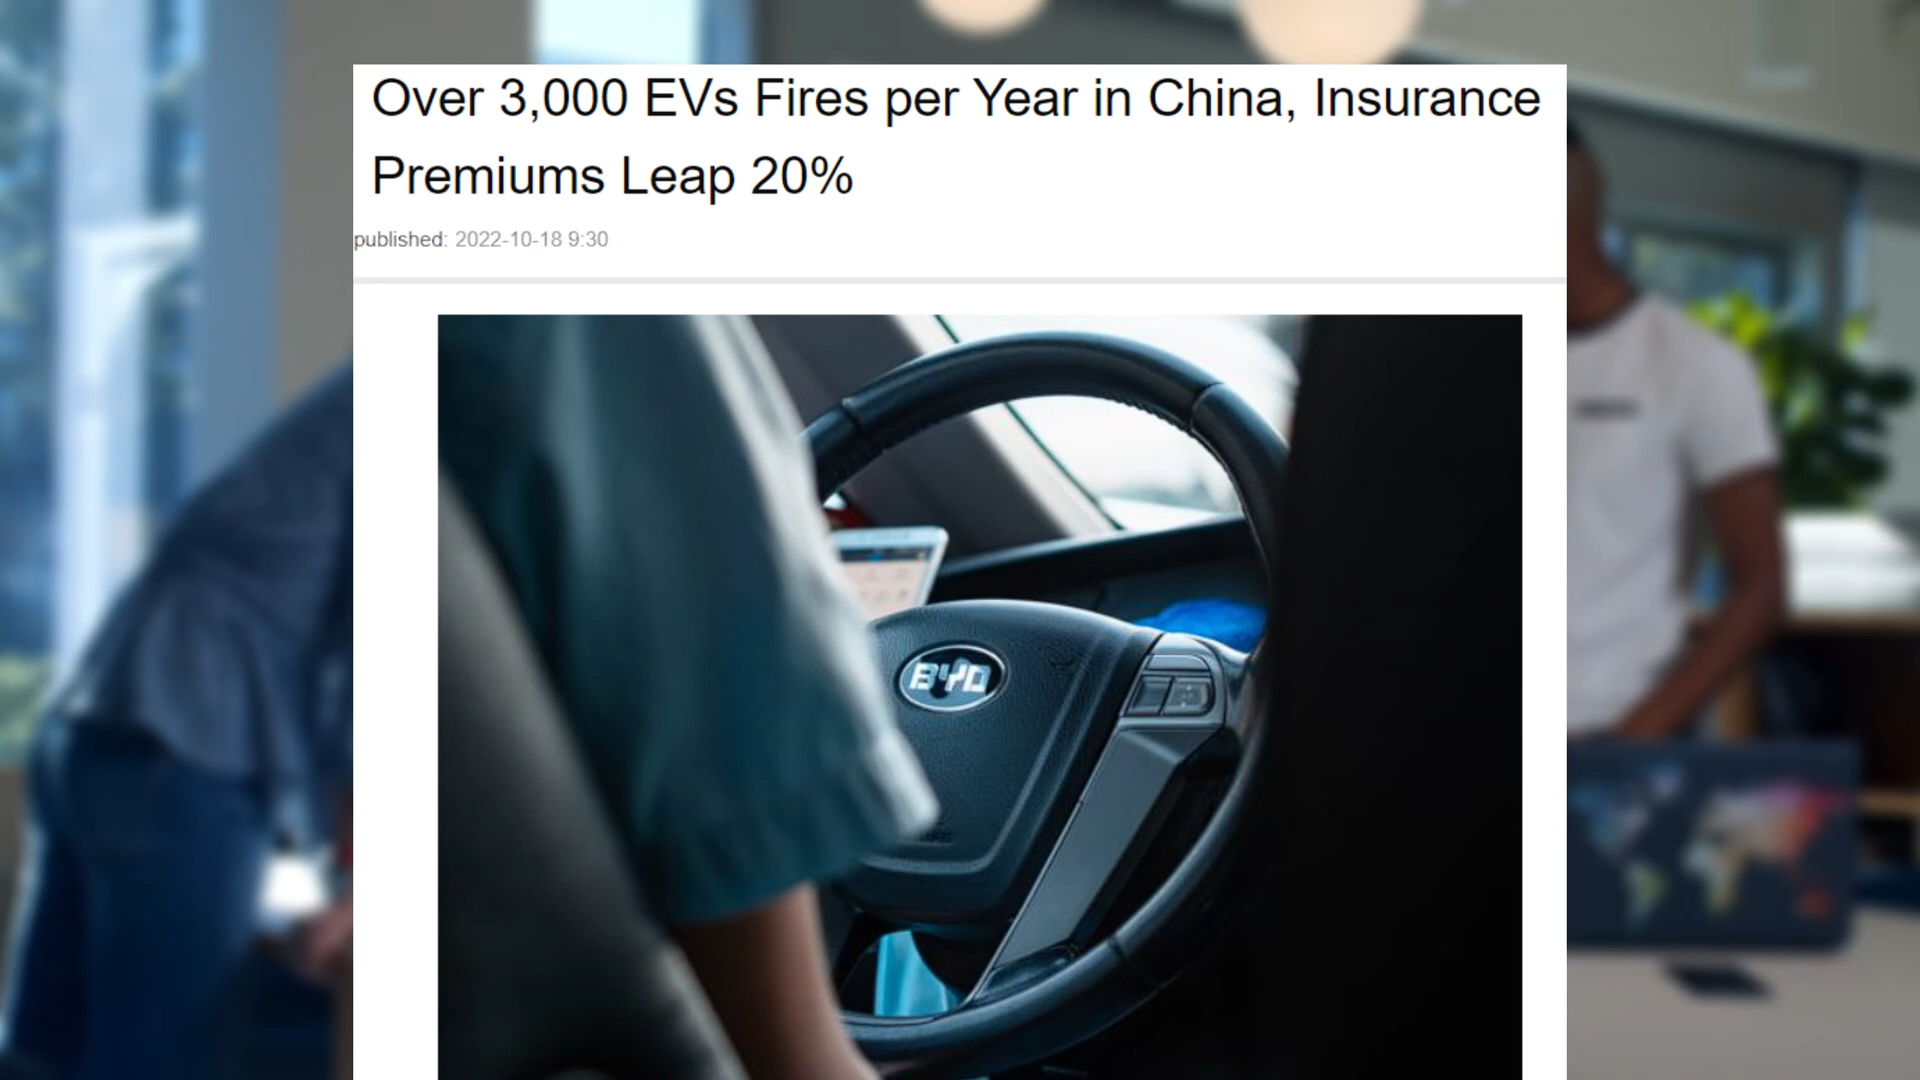 Over 3,000 EVs Fires per Year in China, Insurance
Premiums Leap 20%
published: 2022-10-18 9:30
BYD